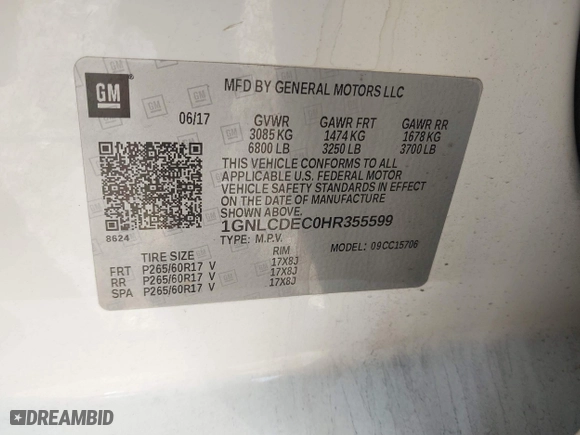 GM
MFD BY GENERAL MOTORS LLC
06/17 GVWR GAWR FRT GAWR RR
3085 KG 1474 KG 1678 KG
6800 LB 3250 LB 3700 LB
THIS VEHICLE CONFORMS TO ALL
APPLICABLE U.S. FEDERAL MOTOR
VEHICLE SAFETY STANDARDS IN EFFECT
ON THE DATE OF MANUFACTURE
SHOWN ABOVE.
8624 1GNLCDEC0HR355599
TYPE: M.P.V. MODEL: 09CC15706
TIRE SIZE RIM
FRT P265/60R17 V 17X8J
RR P265/60R17 V 17X8J
SPA P265/60R17 V 17X8J
DREAMBID